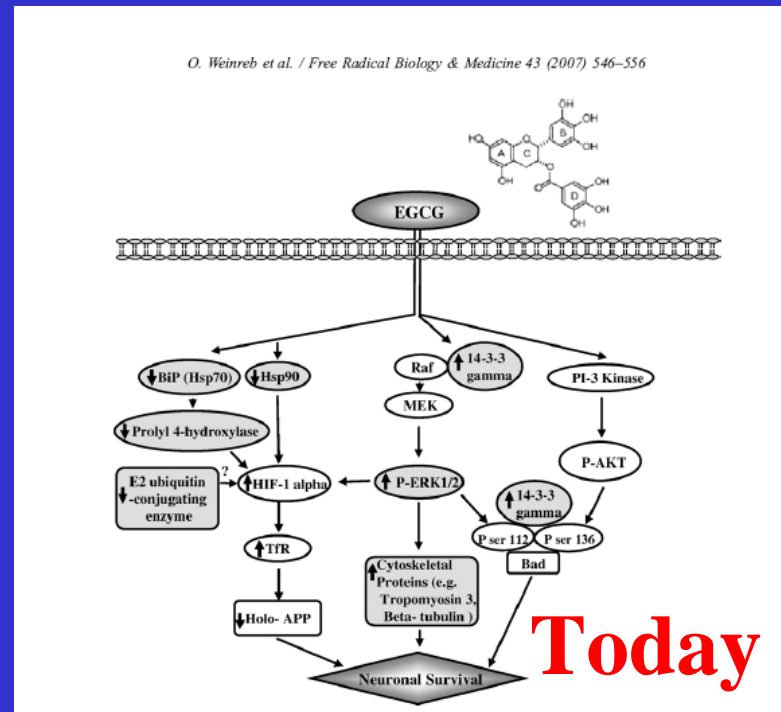 O. Weinreb et al. / Free Radical Biology & Medicine 43 (2007) 546–556
OH
OH
OH
B
HO
O
A
C
OH
O
O
OH
D
OH
OH
EGCG
BiP (Hsp70)
Hsp90
Raf
14-3-3
gamma
PI-3 Kinase
MEK
Prolyl 4-hydroxylase
P-AKT
E2 ubiquitin
-conjugating
enzyme
?
HIF-1 alpha
P-ERK1/2
14-3-3
gamma
P ser 112
P ser 136
Bad
TfR
Cytoskeletal
Proteins (e.g.
Tropomyosin 3,
Beta- tubulin )
Holo- APP
Today
Neuronal Survival